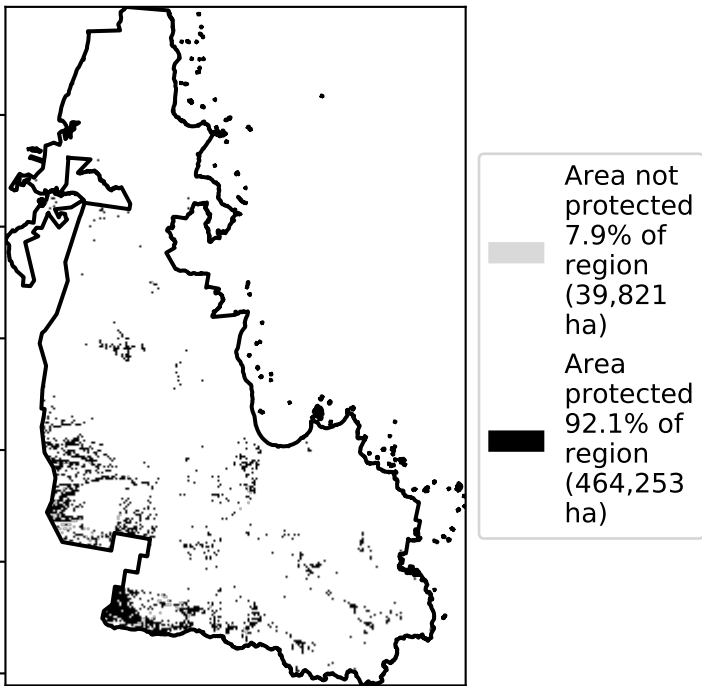 Area not
protected
7.9% of
region
(39,821
ha)
Area
protected
92.1% of
region
(464,253
ha)